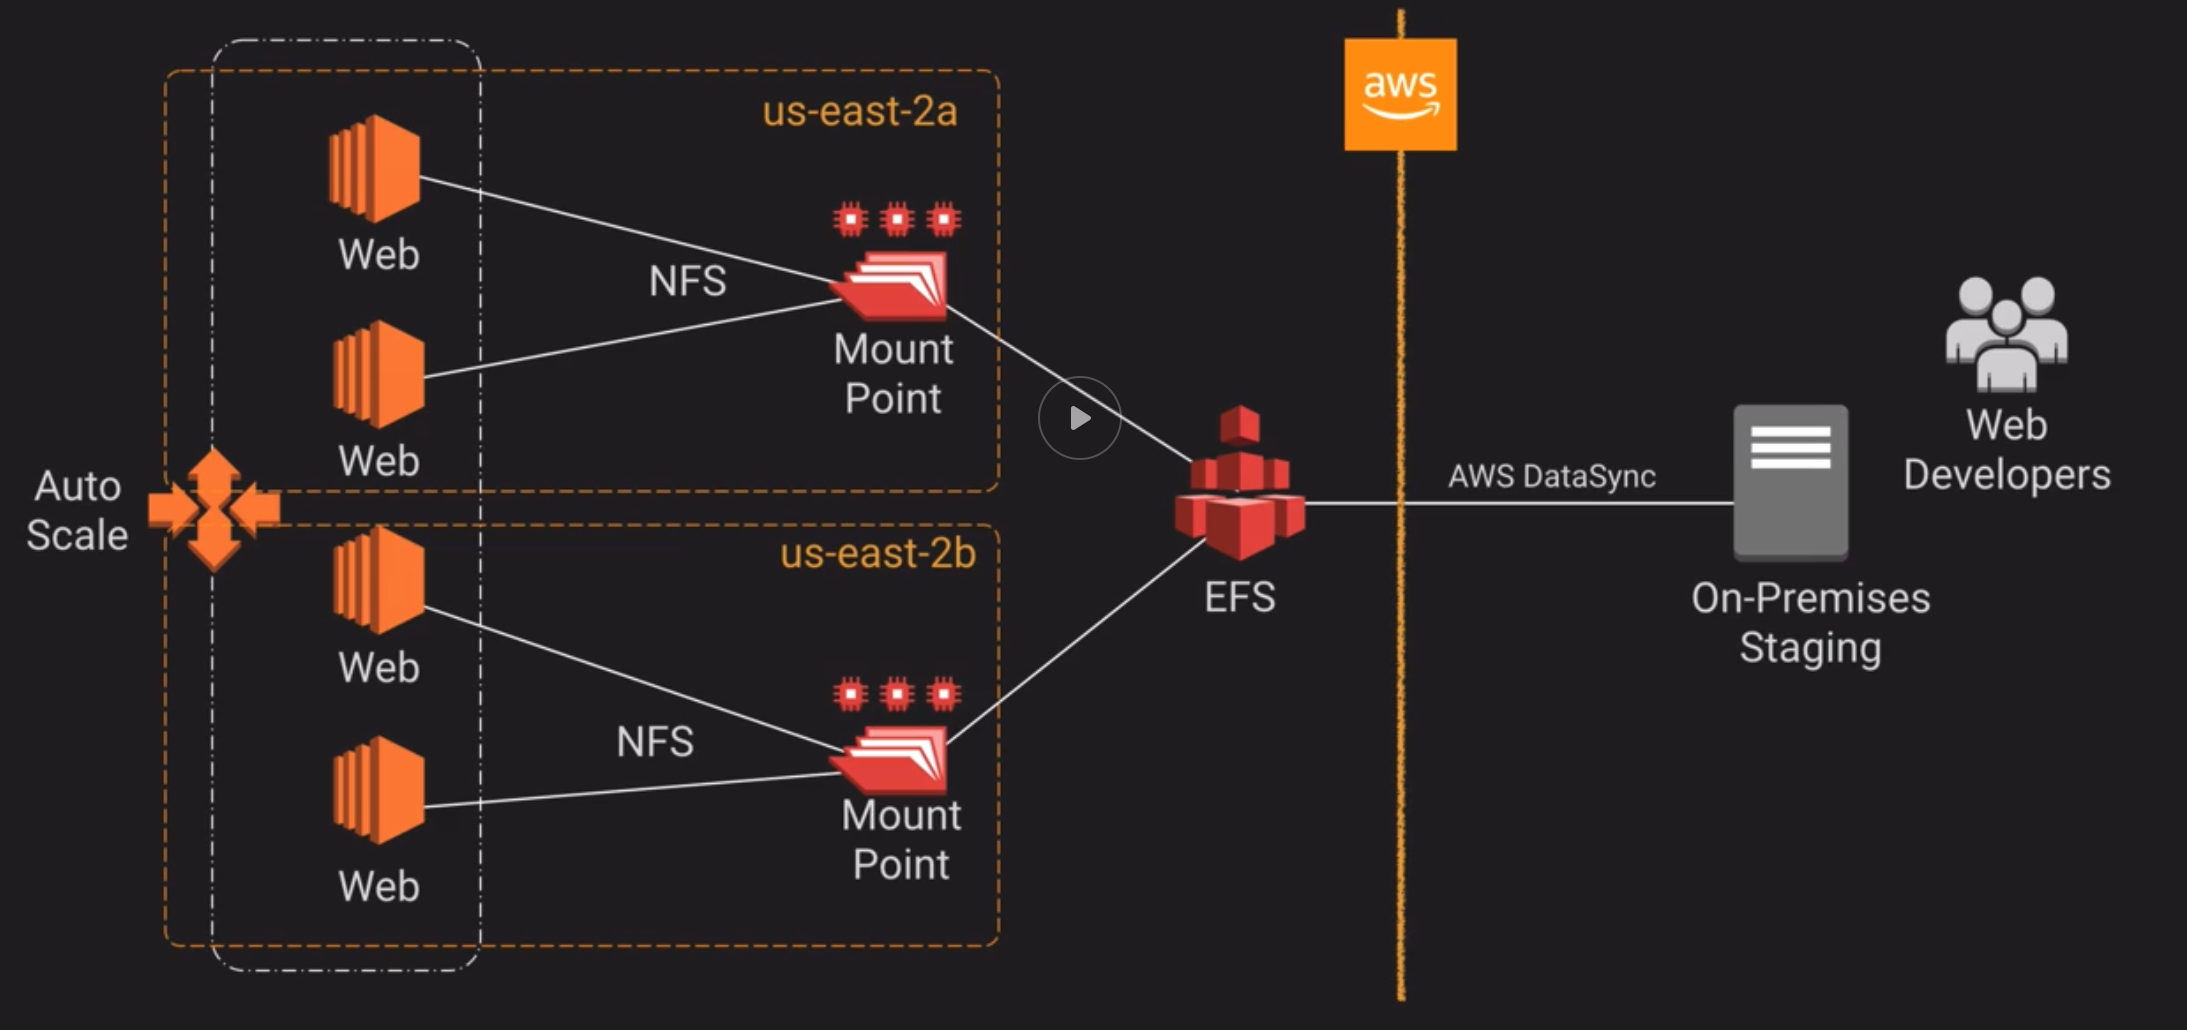 aws
us-east-2a
Web
NFS
Mount
Point
Web
Auto
Scale
us-east-2b
Web
NFS
Mount
Point
Web
EFS
AWS DataSync
Web
Developers
On-Premises
Staging